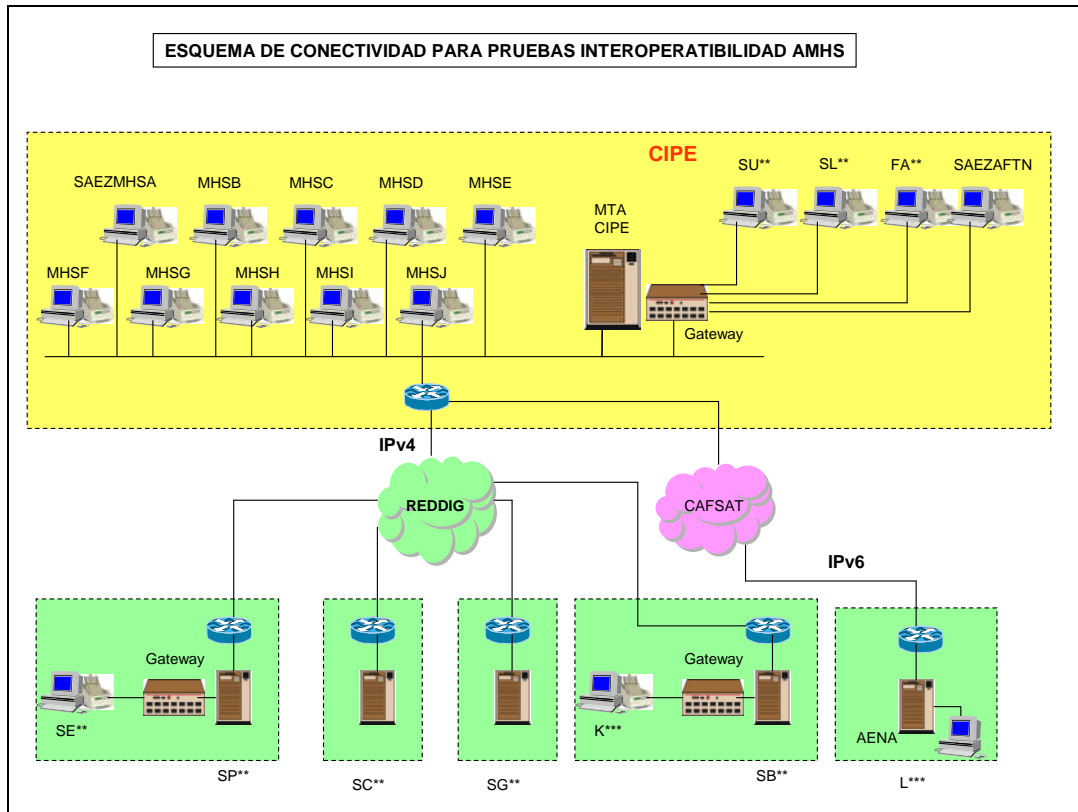 ESQUEMA DE CONECTIVIDAD PARA PRUEBAS INTEROPERATIBILIDAD AMHS
CIPE
SAEZMHSA
MHSB
MHSC
MHSD
MHSE
SU**
SL**
FA**
SAEZAFTN
MTA
CIPE
MHSF
MHSG
MHSH
MHSI
MHSJ
Gateway
IPv4
REDDIG
CAFSAT
IPv6
Gateway
SE**
SP**
SC**
SG**
Gateway
K***
SB**
AENA
L***